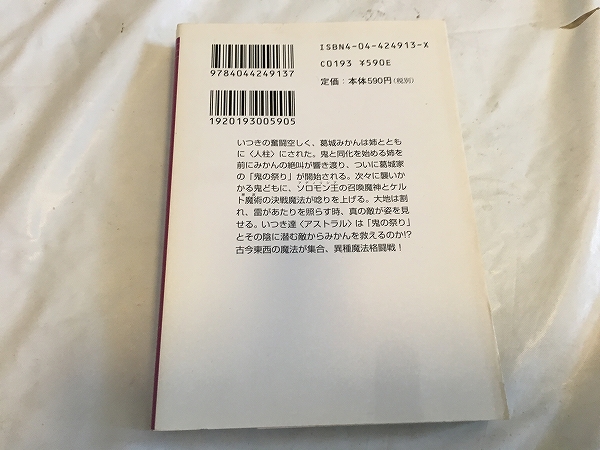 ISBN4-04-424913-X
C0193 ¥590E
9784044249137
定価：本体590円(税別)
1920193005905
いつきの奮闘空しく、葛城みかんは姉ととも
に〈人柱〉にされた。鬼と同化を始める姉を
前にみかんの絶叫が響き渡り、ついに葛城家
の「鬼の祭り」が開始される。次々に襲いか
かる鬼どもに、ソロモン王の召喚魔神とケル
ト魔術の決戦魔法が唸りを上げる。大地は割
れ、雷があたりを照らす時、真の敵が姿を見
せる。いつき達〈アストラル〉は「鬼の祭り」
とその陰に潜む敵からみかんを救えるのか!?
古今東西の魔法が集合、異種魔法格闘戦！